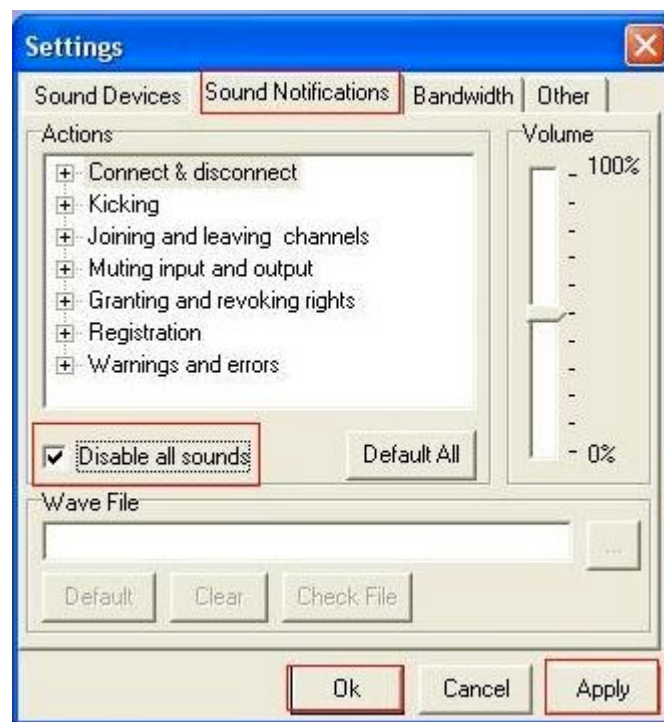 Settings
Sound Devices Sound Notifications Bandwidth Other
Actions
Connect & disconnect
Kicking
Joining and leaving channels
Muting input and output
Granting and revoking rights
Registration
Warnings and errors
Disable all sounds
Default All
Volume
100%
0%
Wave File
...
Default Clear Check File
Ok Cancel Apply